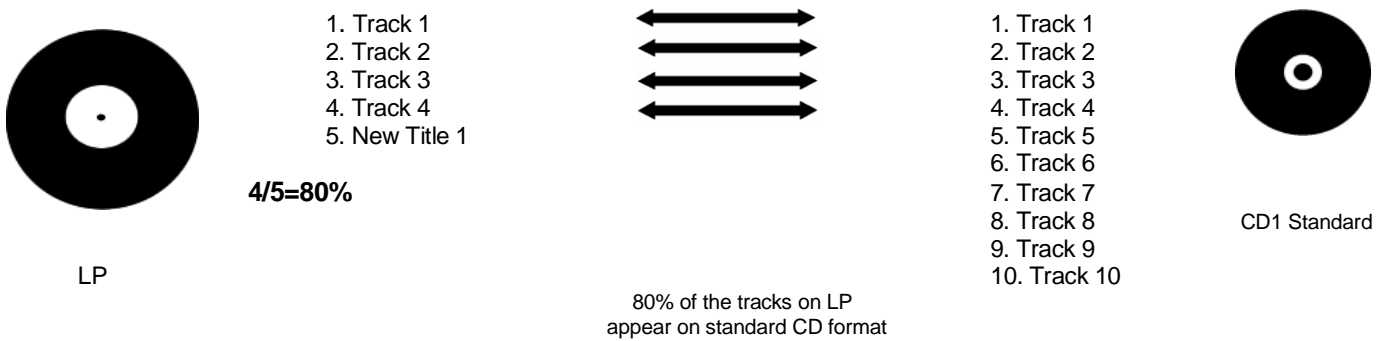 1. Track 1
2. Track 2
3. Track 3
4. Track 4
5. New Title 1
4/5=80%
LP
1. Track 1
2. Track 2
3. Track 3
4. Track 4
5. Track 5
6. Track 6
7. Track 7
8. Track 8
9. Track 9
10. Track 10
CD1 Standard
80% of the tracks on LP
appear on standard CD format